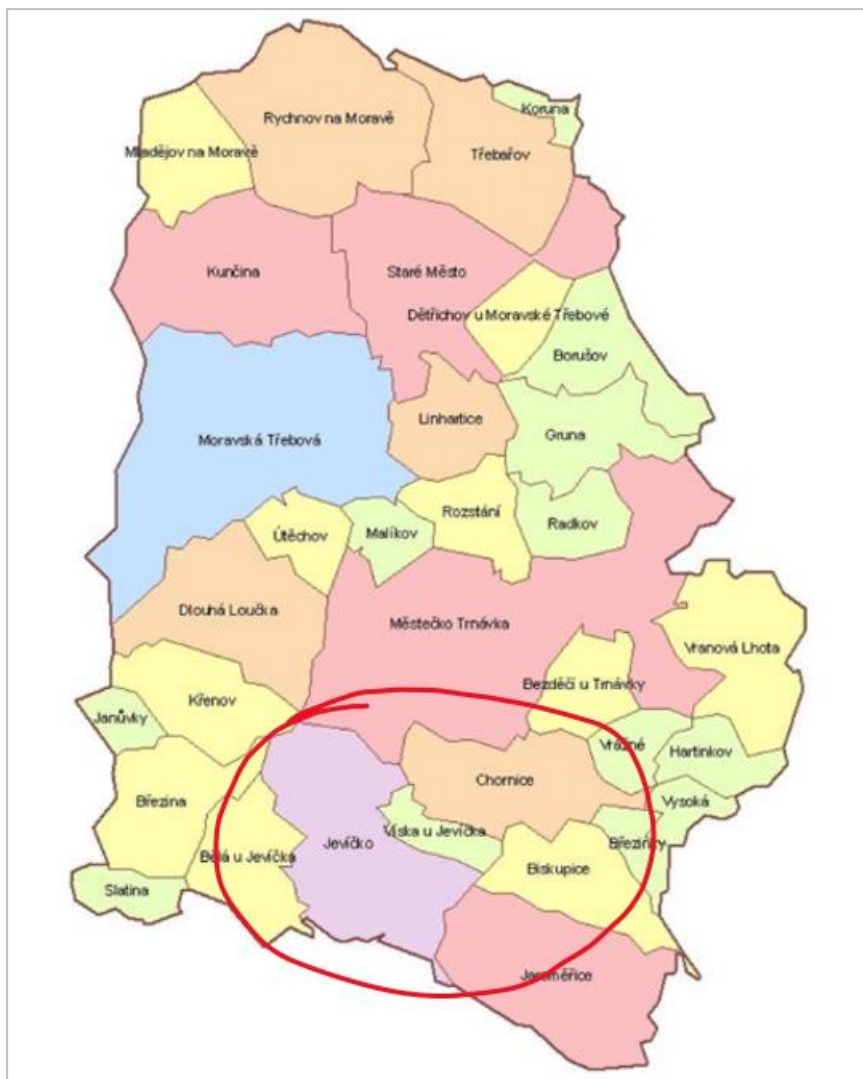 Koruna
Rychnov na Moravě
Mladějov na Moravě
Třebařov
Kunčina
Staré Město
Dětřichov u Moravské Třebové
Borušov
Linhartice
Gruna
Moravská Třebová
Rozstání
Radkov
Útěchov
Malíkov
Dlouhá Loučka
Městečko Trnávka
Vranová Lhota
Bezděčí u Trnávky
Křenov
Janůvky
Vrážné
Hartinkov
Chornice
Březina
Vysoká
Víska u Jevíčka
Jevíčko
Březinky
Bělá u Jevíčka
Biskupice
Slatina
Jaroměřice